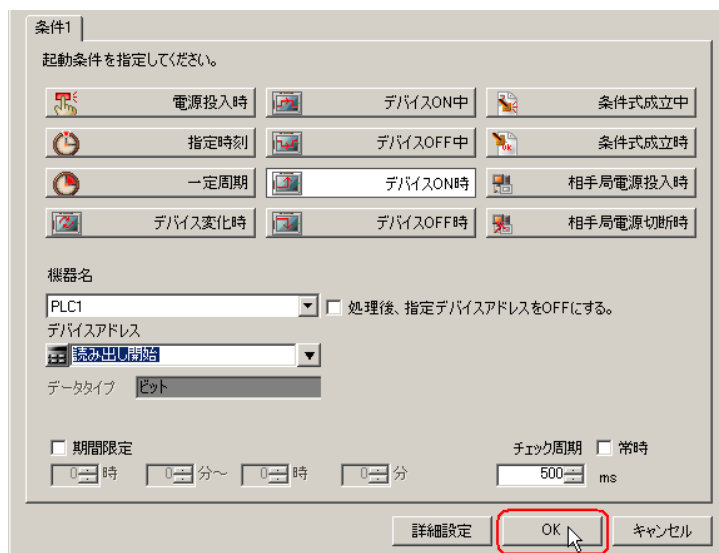 条件1
起動条件を指定してください。
電源投入時 デバイスON中 条件式成立中
指定時刻 デバイスOFF中 条件式成立時
一定周期 デバイスON時 相手局電源投入時
デバイス変化時 デバイスOFF時 相手局電源切断時
機器名
PLC1 処理後、指定デバイスアドレスをOFFにする。
デバイスアドレス
読み出し開始
データタイプ ビット
期間限定 チェック周期 常時
0 時 0 分～ 0 時 0 分 500 ms
詳細設定 OK キャンセル